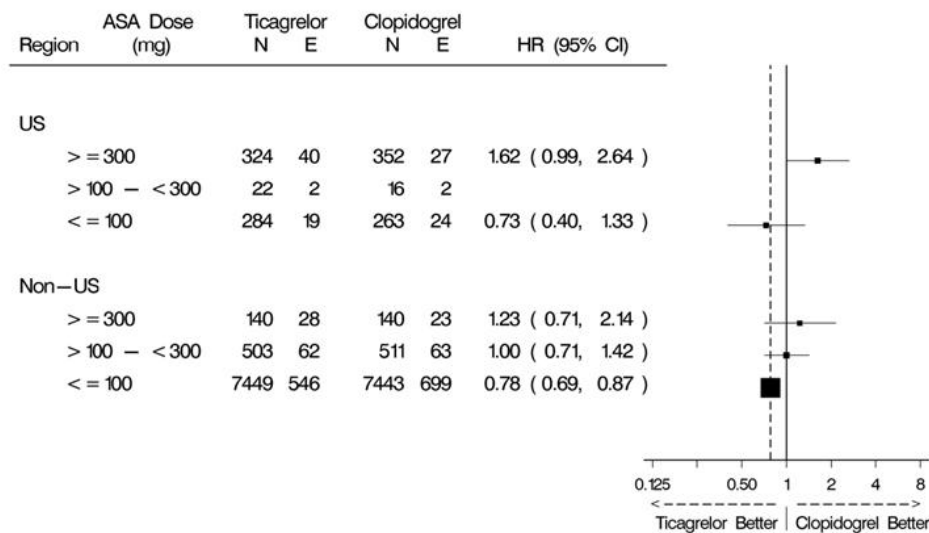 ASA Dose Ticagrelor Clopidogrel
Region (mg) N E N E HR (95% CI)
US
>=300 324 40 352 27 1.62 (0.99, 2.64)
>100 – <300 22 2 16 2
<=100 284 19 263 24 0.73 (0.40, 1.33)
Non–US
>=300 140 28 140 23 1.23 (0.71, 2.14)
>100 – <300 503 62 511 63 1.00 (0.71, 1.42)
<=100 7449 546 7443 699 0.78 (0.69, 0.87)
0.125 0.50 1 2 4 8
Ticagrelor Better Clopidogrel Better